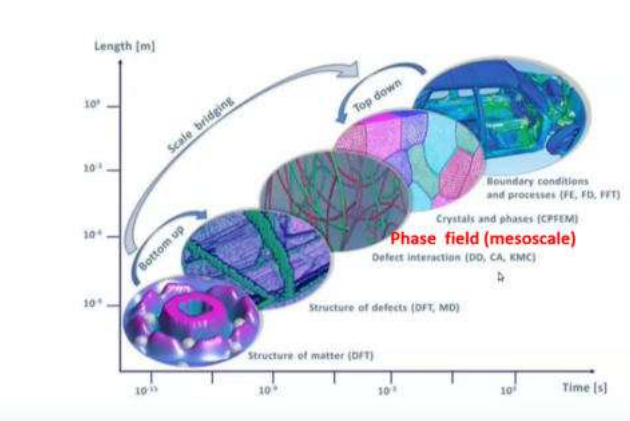 Length [m]
Scale bridging
Top down
Bottom up
Boundary conditions
and processes (FE, FD, FFT)
Crystals and phases (CPFEM)
Phase field (mesoscale)
Defect interaction (DD, CA, KMC)
Structure of defects (DFT, MD)
Structure of matter (DFT)
Time [s]